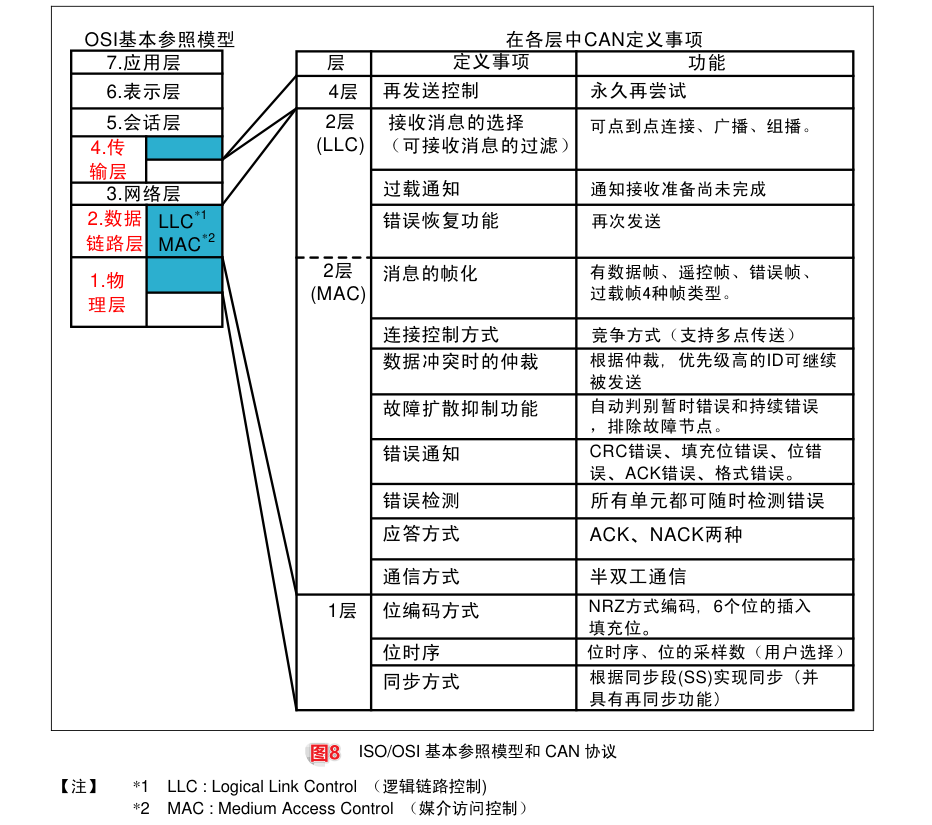 OSI基本参照模型
7.应用层
6.表示层
5.会话层
4.传
输层
3.网络层
2.数据
链路层
LLC*1
MAC*2
1.物
理层
在各层中CAN定义事项
层 定义事项 功能
4层 再发送控制 永久再尝试
2层
(LLC)
接收消息的选择
（可接收消息的过滤）
可点到点连接、广播、组播。
过载通知 通知接收准备尚未完成
错误恢复功能 再次发送
2层
(MAC)
消息的帧化
有数据帧、遥控帧、错误帧、
过载帧4种帧类型。
连接控制方式 竞争方式（支持多点传送）
数据冲突时的仲裁
根据仲裁，优先级高的ID可继续
被发送
故障扩散抑制功能
自动判别暂时错误和持续错误
，排除故障节点。
错误通知
CRC错误、填充位错误、位错
误、ACK错误、格式错误。
错误检测 所有单元都可随时检测错误
应答方式 ACK、NACK两种
通信方式 半双工通信
1层 位编码方式
NRZ方式编码，6个位的插入
填充位。
位时序 位时序、位的采样数（用户选择）
同步方式
根据同步段(SS)实现同步（并
具有再同步功能）
图8 ISO/OSI 基本参照模型和 CAN 协议
【注】 *1 LLC : Logical Link Control （逻辑链路控制)
*2 MAC : Medium Access Control （媒介访问控制）